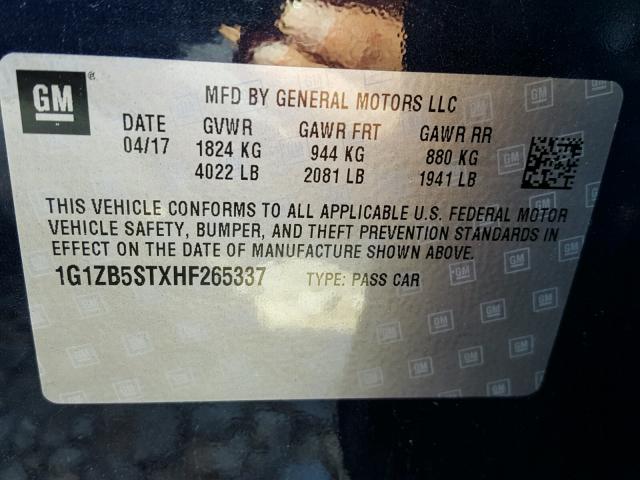 GM ®
MFD BY GENERAL MOTORS LLC
DATE GVWR GAWR FRT GAWR RR
04/17 1824 KG 944 KG 880 KG
4022 LB 2081 LB 1941 LB
THIS VEHICLE CONFORMS TO ALL APPLICABLE U.S. FEDERAL MOTOR
VEHICLE SAFETY, BUMPER, AND THEFT PREVENTION STANDARDS IN
EFFECT ON THE DATE OF MANUFACTURE SHOWN ABOVE.
1G1ZB5STXHF265337 TYPE: PASS CAR